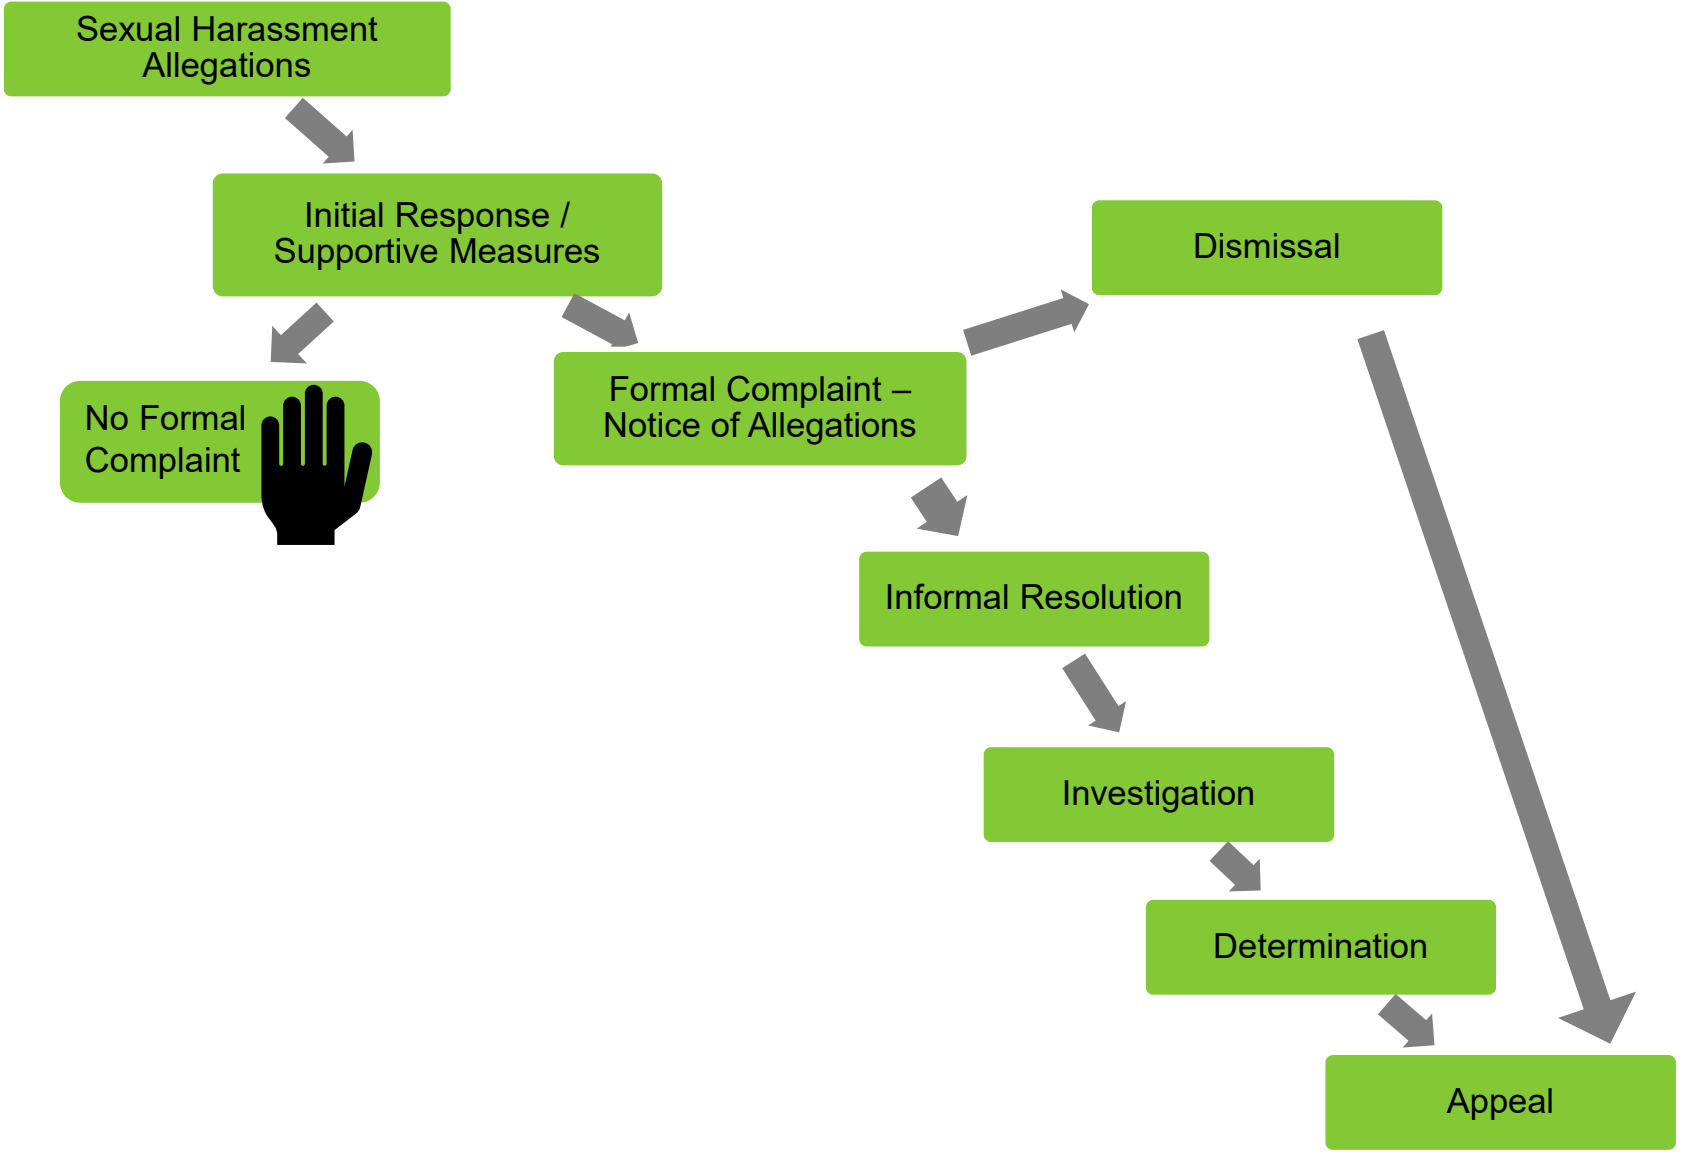 Sexual Harassment
Allegations
Initial Response /
Supportive Measures
Dismissal
No Formal
Complaint
Formal Complaint –
Notice of Allegations
Informal Resolution
Investigation
Determination
Appeal